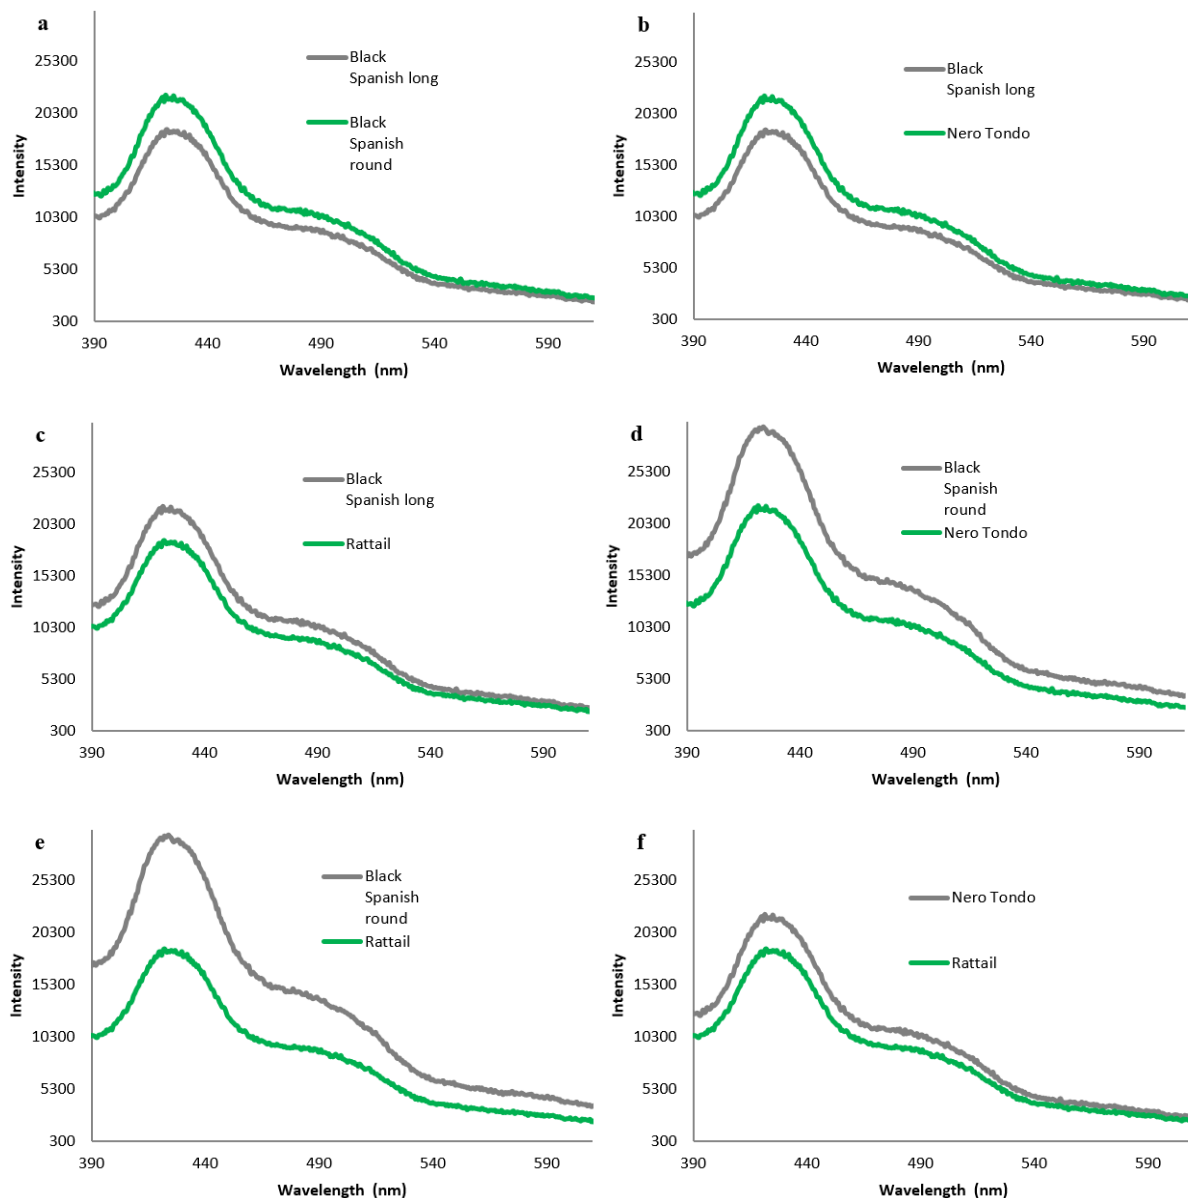 a
25300
20300
15300
10300
5300
300
Intensity
390 440 490 540 590
Wavelength (nm)
Black
Spanish long
Black
Spanish
round
b
25300
20300
15300
10300
5300
300
Intensity
390 440 490 540 590
Wavelength (nm)
Black
Spanish long
Nero Tondo
c
25300
20300
15300
10300
5300
300
Intensity
390 440 490 540 590
Wavelength (nm)
Black
Spanish long
Rattail
d
25300
20300
15300
10300
5300
300
Intensity
390 440 490 540 590
Wavelength (nm)
Black
Spanish
round
Nero Tondo
e
25300
20300
15300
10300
5300
300
Intensity
390 440 490 540 590
Wavelength (nm)
Black
Spanish
round
Rattail
f
25300
20300
15300
10300
5300
300
Intensity
390 440 490 540 590
Wavelength (nm)
Nero Tondo
Rattail